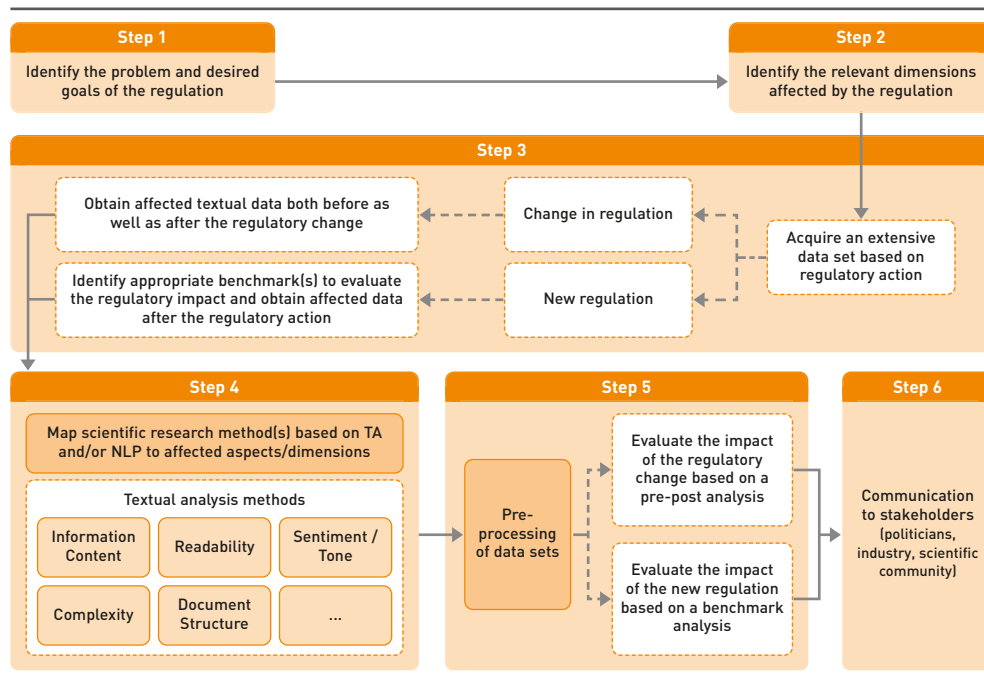 Step 1
Identify the problem and desired
goals of the regulation
Step 2
Identify the relevant dimensions
affected by the regulation
Step 3
Obtain affected textual data both before as
well as after the regulatory change
Change in regulation
Acquire an extensive
data set based on
regulatory action
Identify appropriate benchmark(s) to evaluate
the regulatory impact and obtain affected data
after the regulatory action
New regulation
Step 4
Map scientific research method(s) based on TA
and/or NLP to affected aspects/dimensions
Textual analysis methods
Information
Content
Readability
Sentiment /
Tone
Complexity
Document
Structure
...
Step 5
Pre-
processing
of data sets
Evaluate the impact
of the regulatory
change based on a
pre-post analysis
Evaluate the impact
of the new regulation
based on a benchmark
analysis
Step 6
Communication
to stakeholders
(politicians,
industry, scientific
community)